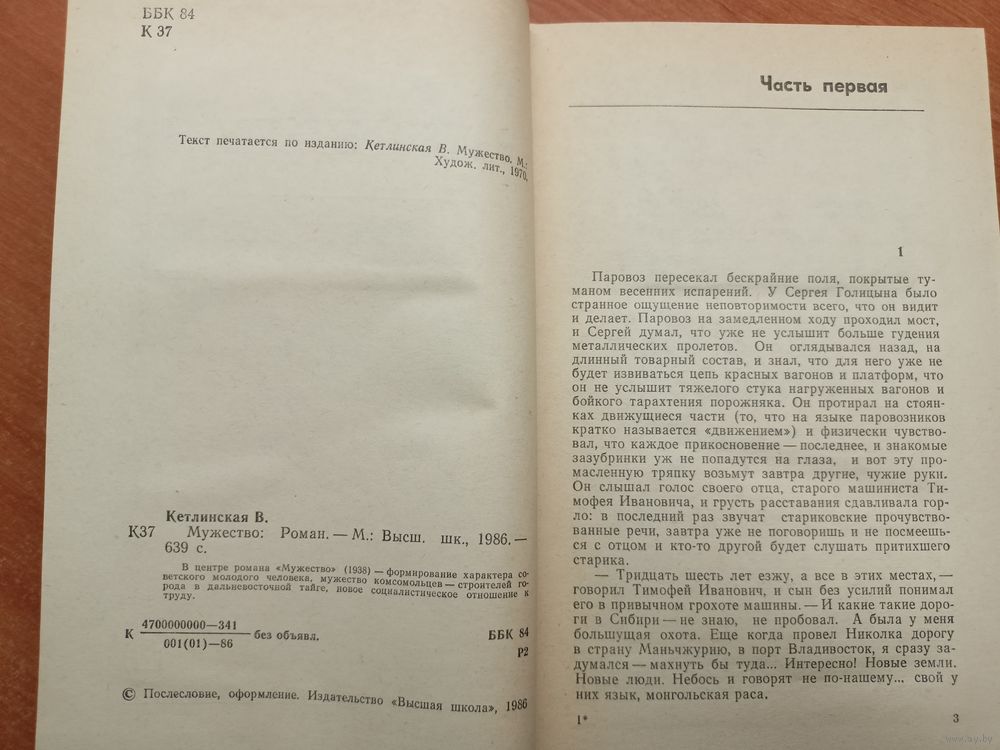 ББК 84
К 37
Текст печатается по изданию: Кетлинская В. Мужество. М.:
Худож. лит., 1970.
Кетлинская В.
К37 Мужество: Роман. — М.: Высш. шк., 1986. —
639 с.
В центре романа «Мужество» (1938) — формирование характера со-
ветского молодого человека, мужество комсомольцев — строителей го-
рода в дальневосточной тайге, новое социалистическое отношение к
труду.
К 4700000000—341 без объявл. ББК 84
001(01)—86 Р2
© Послесловие, оформление. Издательство «Высшая школа», 1986
Часть первая
1
Паровоз пересекал бескрайние поля, покрытые ту-
маном весенних испарений. У Сергея Голицына было
странное ощущение неповторимости всего, что он видит
и делает. Паровоз на замедленном ходу проходил мост,
и Сергей думал, что уже не услышит больше гудения
металлических пролетов. Он оглядывался назад, на
длинный товарный состав, и знал, что для него уже не
будет извиваться цепь красных вагонов и платформ, что
он не услышит тяжелого стука нагруженных вагонов и
бойкого тарахтения порожняка. Он протирал на стоян-
ках движущиеся части (то, что на языке паровозников
кратко называется «движением») и физически чувство-
вал, что каждое прикосновение — последнее, и знакомые
зазубринки уж не попадутся на глаза, и вот эту про-
масленную тряпку возьмут завтра другие, чужие руки.
Он слышал голос своего отца, старого машиниста Ти-
мофея Ивановича, и грусть расставания сдавливала гор-
ло: в последний раз звучат стариковские прочувство-
ванные речи, завтра уже не поговоришь и не посмеешь-
ся с отцом и кто-то другой будет слушать притихшего
старика.
— Тридцать шесть лет езжу, а все в этих местах, —
говорил Тимофей Иванович, и сын без усилий понимал
его в привычном грохоте машины. — И какие такие доро-
ги в Сибири — не знаю, не пробовал. А была у меня
большущая охота. Еще когда провел Николка дорогу
в страну Маньчжурию, в порт Владивосток, я сразу за-
думался — махнуть бы туда... Интересно! Новые земли.
Новые люди. Небось и говорят не по-нашему... свой у
них язык, монгольская раса.
1*
3
www.ay.by